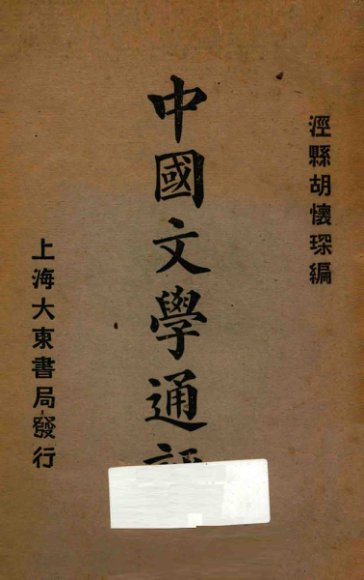 涇縣胡懷琛編
中國文學通
上海大東書局發行